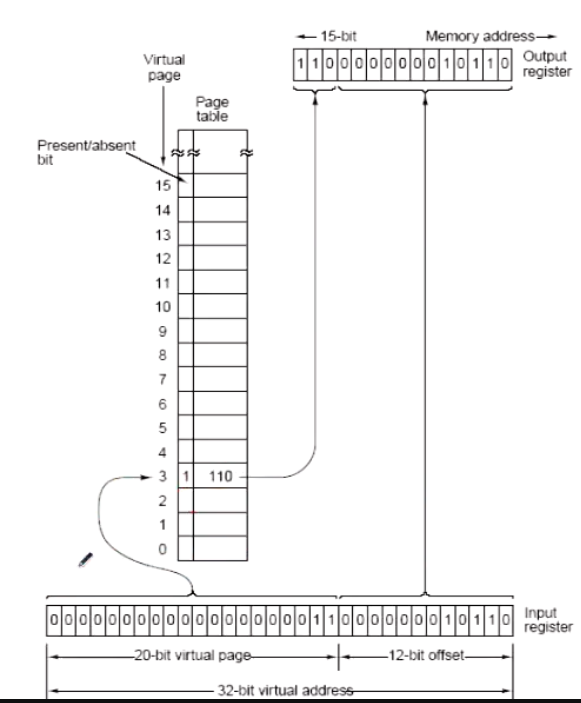 15-bit Memory address
1 1 0 0 0 0 0 0 0 0 1 0 1 1 0
Output
register
Virtual
page
Page
table
Present/absent
bit
15
14
13
12
11
10
9
8
7
6
5
4
3 1 110
2
1
0
0 0 0 0 0 0 0 0 0 0 0 0 0 0 0 0 0 0 1 1 0 0 0 0 0 0 0 1 0 1 1 0
Input
register
20-bit virtual page 12-bit offset
32-bit virtual address